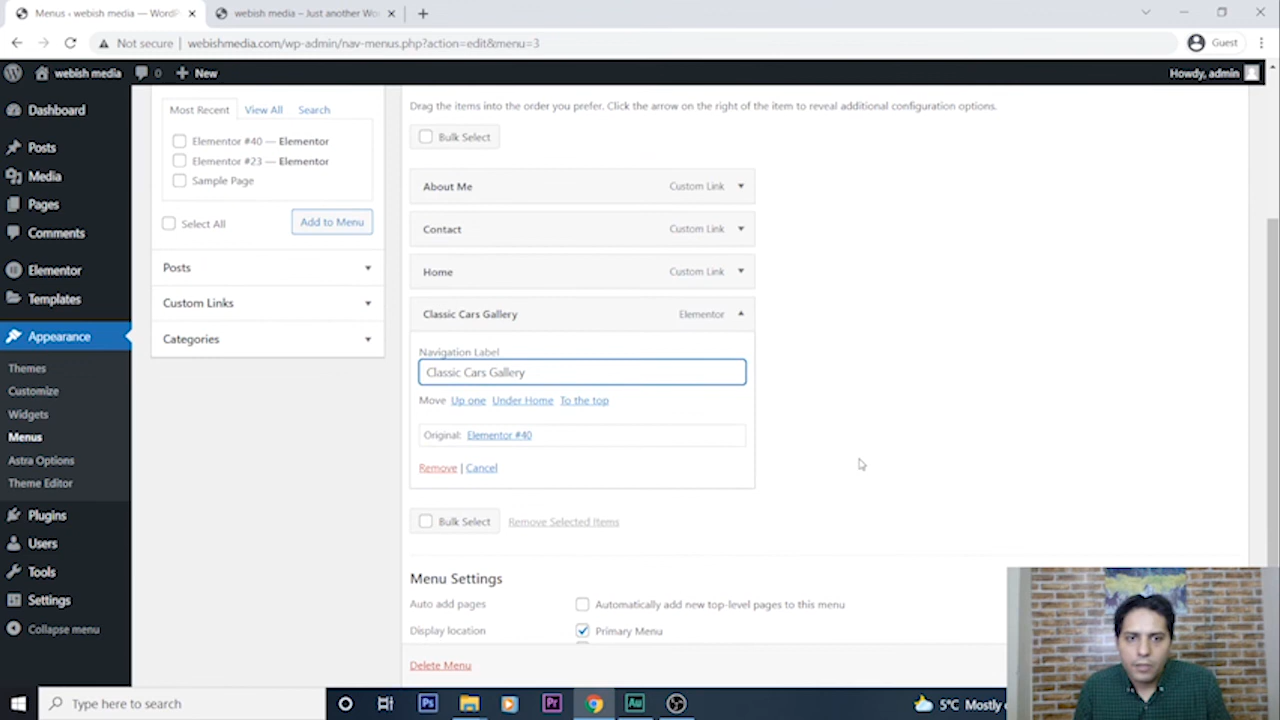 Menus ‹ webish media — WordP
webish media – Just another Wo
Not secure
webishmedia.com/wp-admin/nav-menus.php?action=edit&menu=3
Guest
webish media
0
New
Howdy, admin
Dashboard
Posts
Media
Pages
Comments
Elementor
Templates
Appearance
Themes
Customize
Widgets
Menus
Astra Options
Theme Editor
Plugins
Users
Tools
Settings
Collapse menu
Most Recent
View All
Search
Elementor #40 — Elementor
Elementor #23 — Elementor
Sample Page
Select All
Add to Menu
Posts
Custom Links
Categories
Drag the items into the order you prefer. Click the arrow on the right of the item to reveal additional configuration options.
Bulk Select
About Me
Custom Link
Contact
Custom Link
Home
Custom Link
Classic Cars Gallery
Elementor
Navigation Label
Classic Cars Gallery
Move Up one Under Home To the top
Original: Elementor #40
Remove | Cancel
Bulk Select
Remove Selected Items
Menu Settings
Auto add pages
Automatically add new top-level pages to this menu
Display location
Primary Menu
Delete Menu
Type here to search
Ps
Pr
Au
5°C Mostly